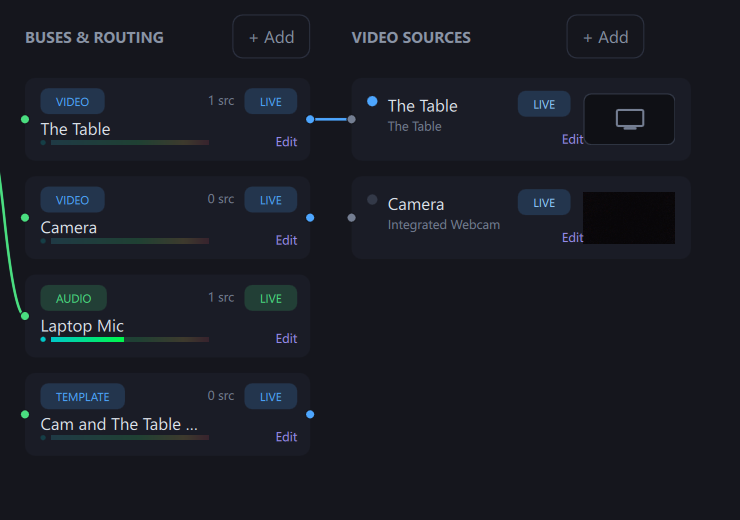 BUSES & ROUTING
+ Add
VIDEO
1 src
LIVE
The Table
Edit
VIDEO
0 src
LIVE
Camera
Edit
AUDIO
1 src
LIVE
Laptop Mic
Edit
TEMPLATE
0 src
LIVE
Cam and The Table ...
Edit
VIDEO SOURCES
+ Add
The Table
LIVE
The Table
Edit
Camera
LIVE
Integrated Webcam
Edit